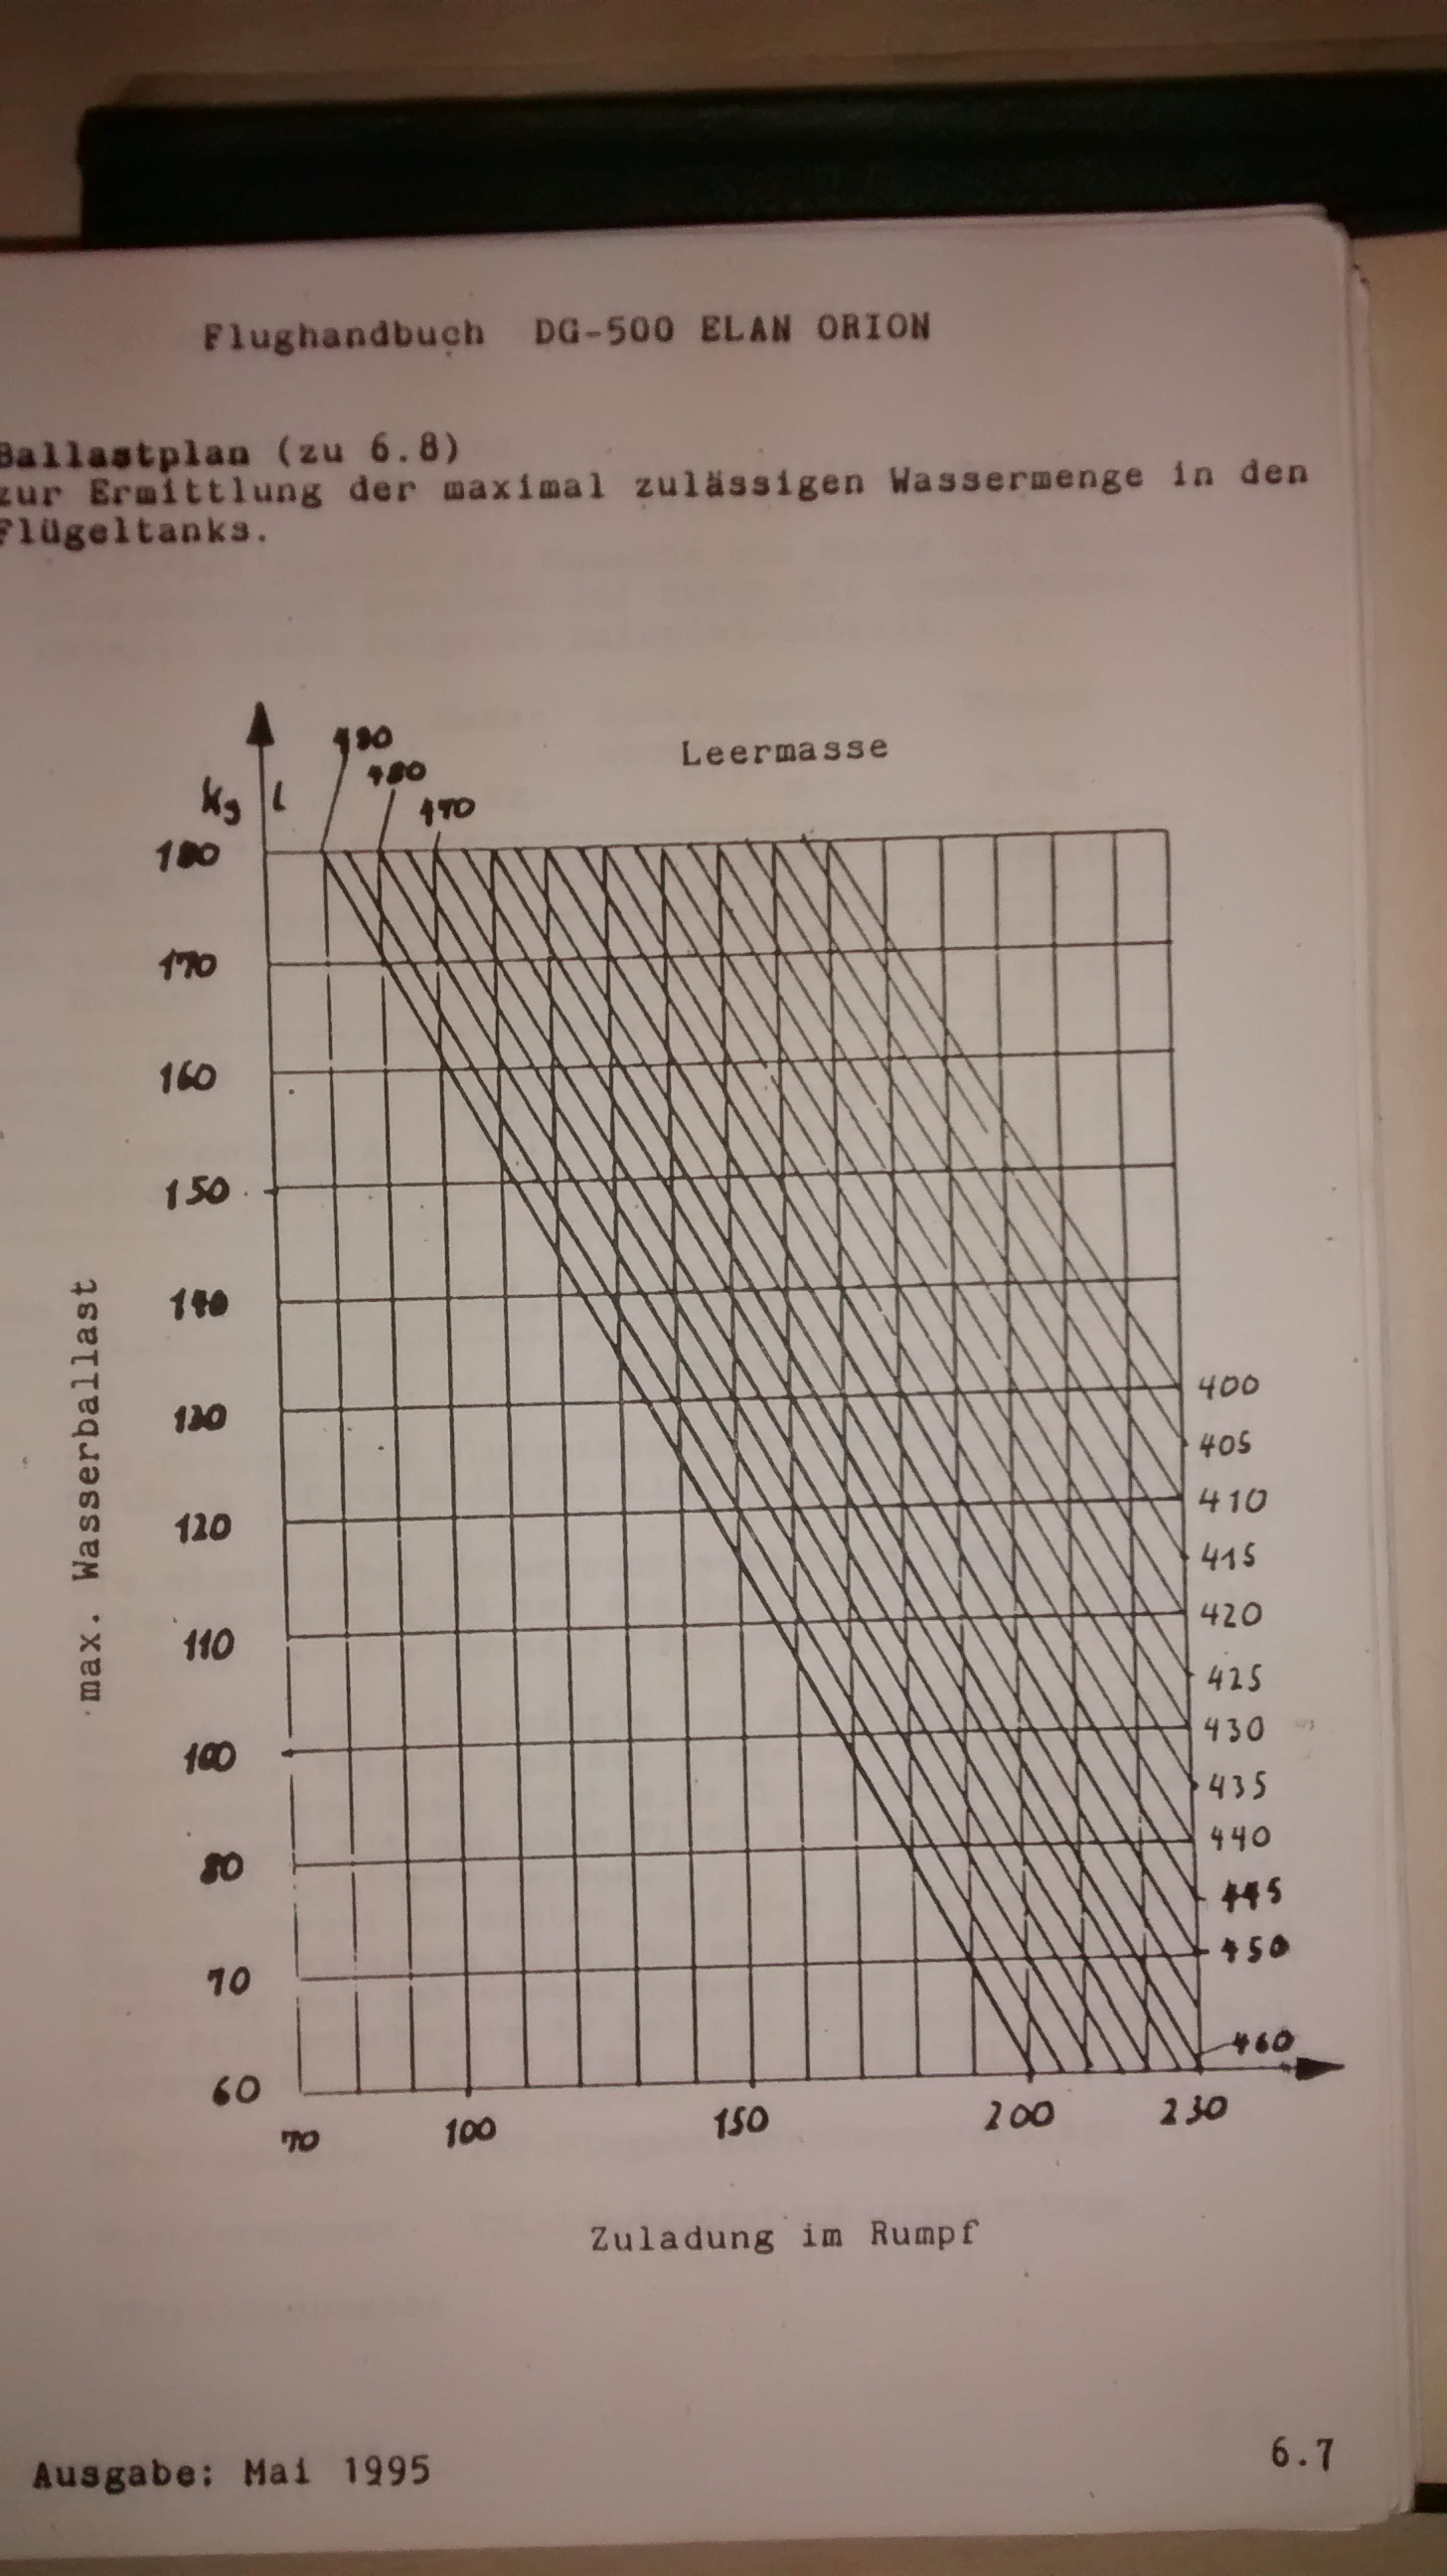 Flughandbuch DG-500 ELAN ORION
Ballastplan (zu 6.8)
zur Ermittlung der maximal zulässigen Wassermenge in den
Flügeltanks.
490
480
470
Leermasse
kg l
180
170
160
150
140
130
120
110
100
80
70
60
max. Wasserballast
400
405
410
415
420
425
430
435
440
445
450
460
70 100 150 200 230
Zuladung im Rumpf
Ausgabe: Mai 1995
6.7